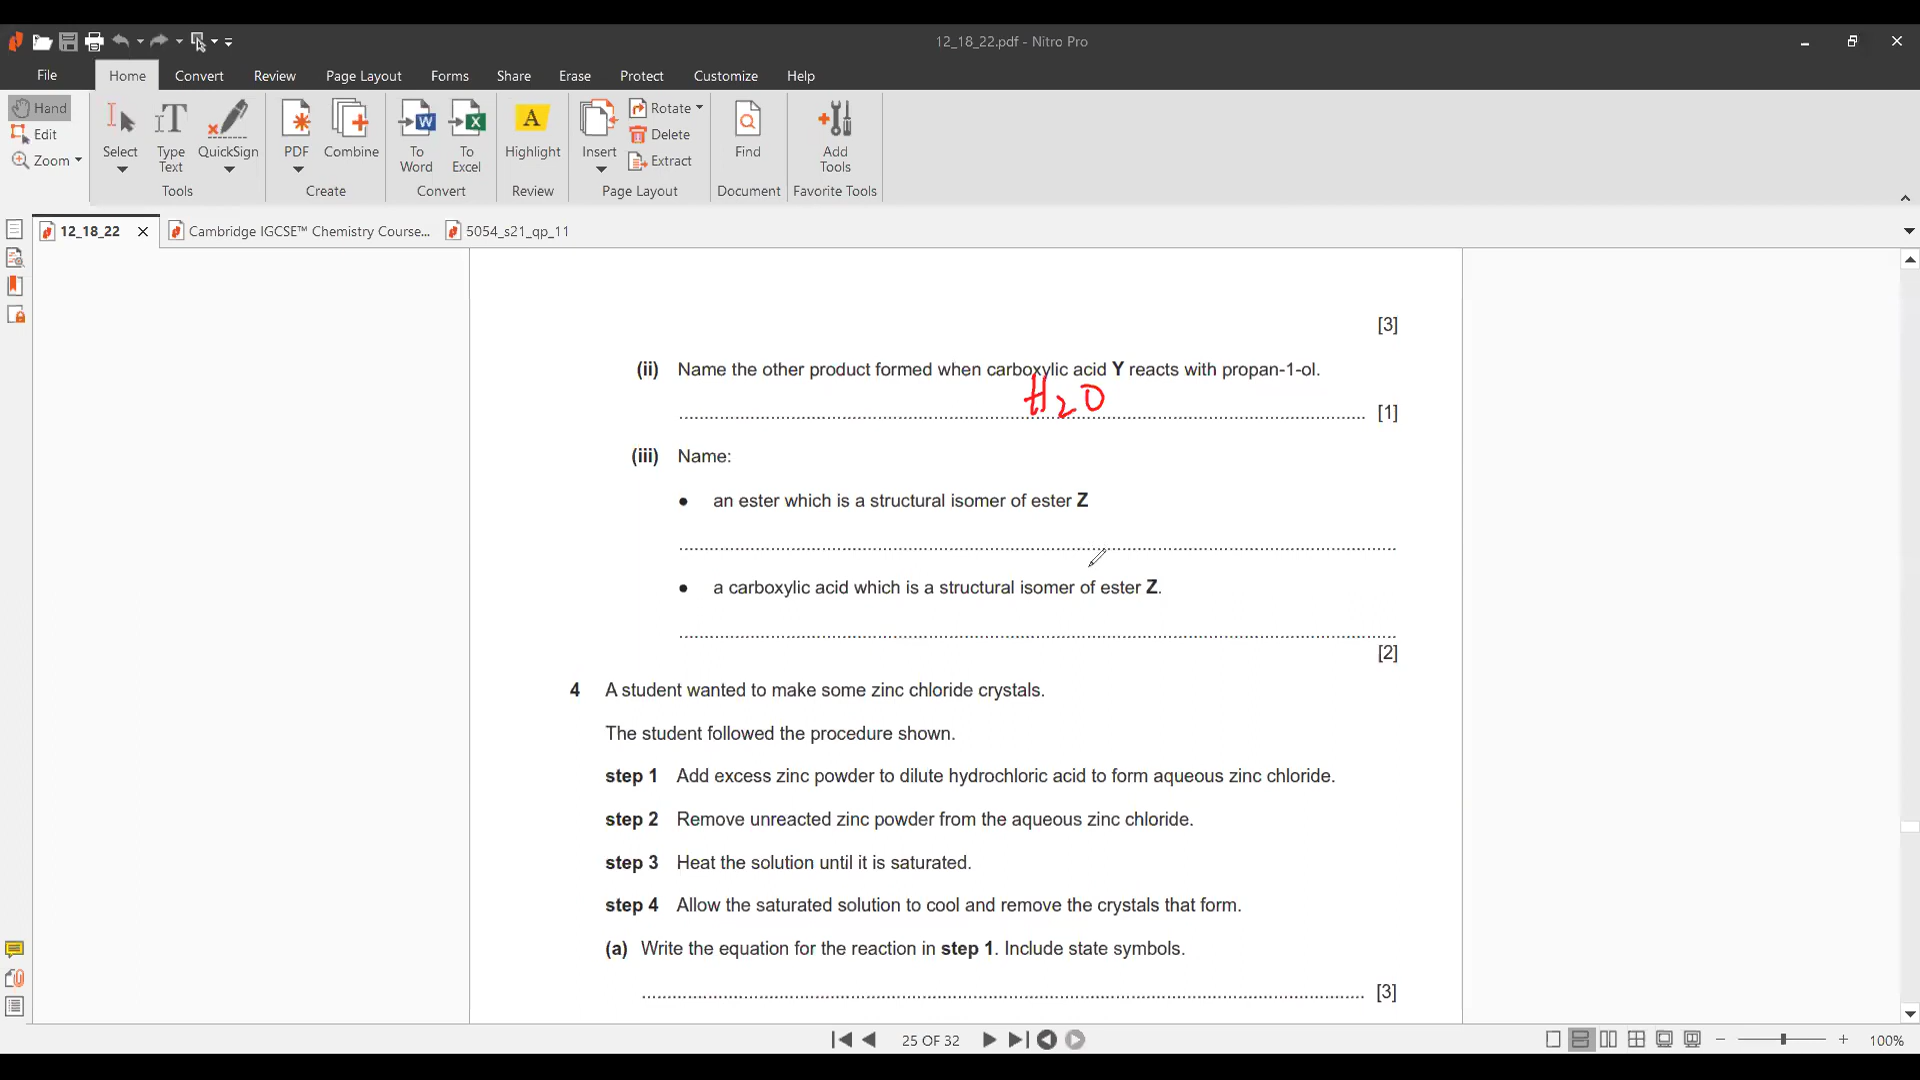 12_18_22.pdf - Nitro Pro
File Home Convert Review Page Layout Forms Share Erase Protect Customize Help
Hand
Edit
Zoom
Select
Type Text
QuickSign
Tools
PDF
Combine
Create
To Word
To Excel
Convert
A
Highlight
Review
Insert
Rotate
Delete
Extract
Page Layout
Find
Document
Add Tools
Favorite Tools
12_18_22
Cambridge IGCSE™ Chemistry Course...
5054_s21_qp_11
[3]
(ii) Name the other product formed when carboxylic acid Y reacts with propan-1-ol.
H2O
[1]
(iii) Name:
• an ester which is a structural isomer of ester Z
• a carboxylic acid which is a structural isomer of ester Z.
[2]
4 A student wanted to make some zinc chloride crystals.
The student followed the procedure shown.
step 1 Add excess zinc powder to dilute hydrochloric acid to form aqueous zinc chloride.
step 2 Remove unreacted zinc powder from the aqueous zinc chloride.
step 3 Heat the solution until it is saturated.
step 4 Allow the saturated solution to cool and remove the crystals that form.
(a) Write the equation for the reaction in step 1. Include state symbols.
[3]
25 OF 32
100%